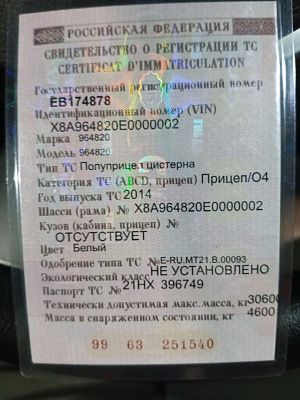 РОССИЙСКАЯ ФЕДЕРАЦИЯ
СВИДЕТЕЛЬСТВО О РЕГИСТРАЦИИ ТС
CERTIFICAT D'IMMATRICULATION
Государственный регистрационный номер
ЕВ174878
Идентификационный номер (VIN)
X8A964820E0000002
Марка 964820
Модель 964820
Тип ТС Полуприцеп цистерна
Категория ТС (ABCD, прицеп) Прицеп/О4
Год выпуска ТС 2014
Шасси (рама) № X8A964820E0000002
Кузов (кабина, прицеп) №
ОТСУТСТВУЕТ
Цвет Белый
Одобрение типа ТС №E-RU.MT21.B.00093
Экологический класс НЕ УСТАНОВЛЕНО
Паспорт ТС № 21НХ 396749
Технически допустимая макс. масса, кг 30600
Масса в снаряженном состоянии, кг 4600
99 63 251540